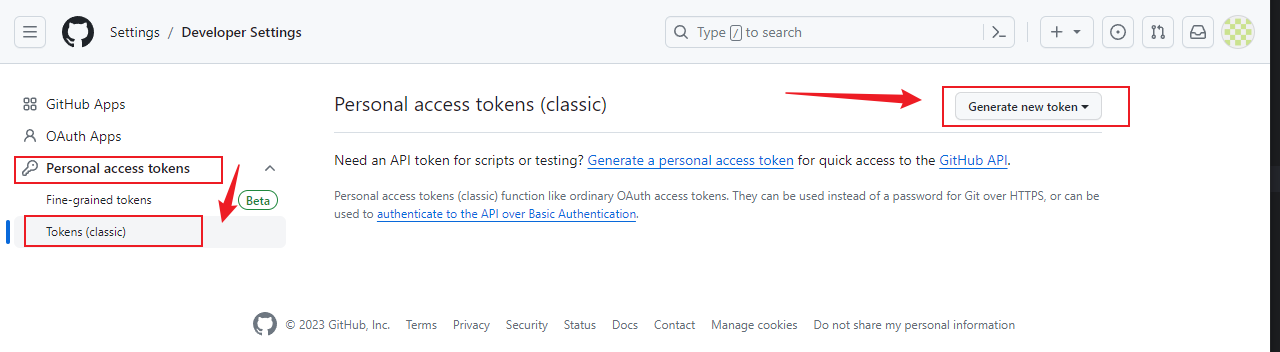 Settings / Developer Settings
Type / to search
GitHub Apps
OAuth Apps
Personal access tokens
Fine-grained tokens Beta
Tokens (classic)
Personal access tokens (classic)
Generate new token
Need an API token for scripts or testing? Generate a personal access token for quick access to the GitHub API.
Personal access tokens (classic) function like ordinary OAuth access tokens. They can be used instead of a password for Git over HTTPS, or can be
used to authenticate to the API over Basic Authentication.
© 2023 GitHub, Inc. Terms Privacy Security Status Docs Contact Manage cookies Do not share my personal information